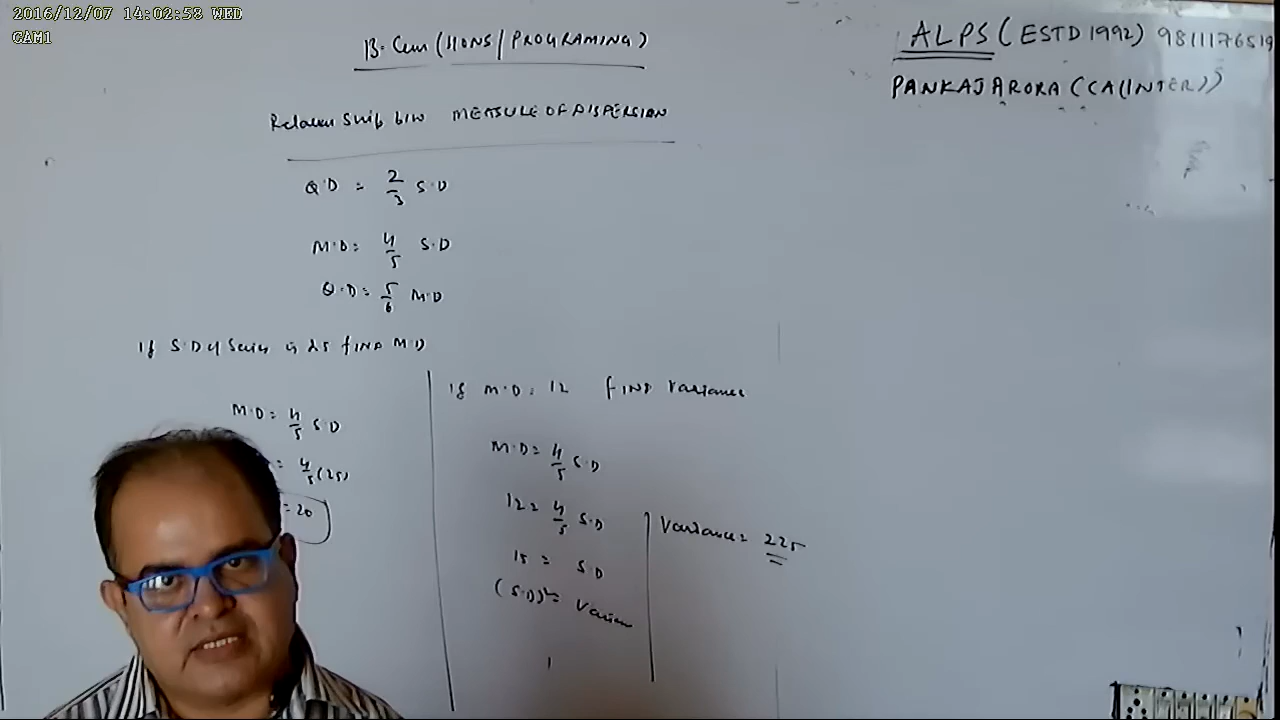 2016/12/07 14:02:58 WED
CAM1
B.Com (HONS/PROGRAMING)
ALPS (ESTD 1992) 9811176519
PANKAJ ARORA (CA(INTER))
Relation Ship b/w MEASURE OF DISPERSION
Q.D = 2/3 S.D
M.D = 4/5 S.D
Q.D = 5/6 M.D
If S.D of Series is 25 FIND M.D
M.D = 4/5 S.D
= 4/5 (25)
= 20
If M.D = 12 FIND Variance
M.D = 4/5 S.D
12 = 4/5 S.D
15 = S.D
(S.D)² = Varian
Variance = 225